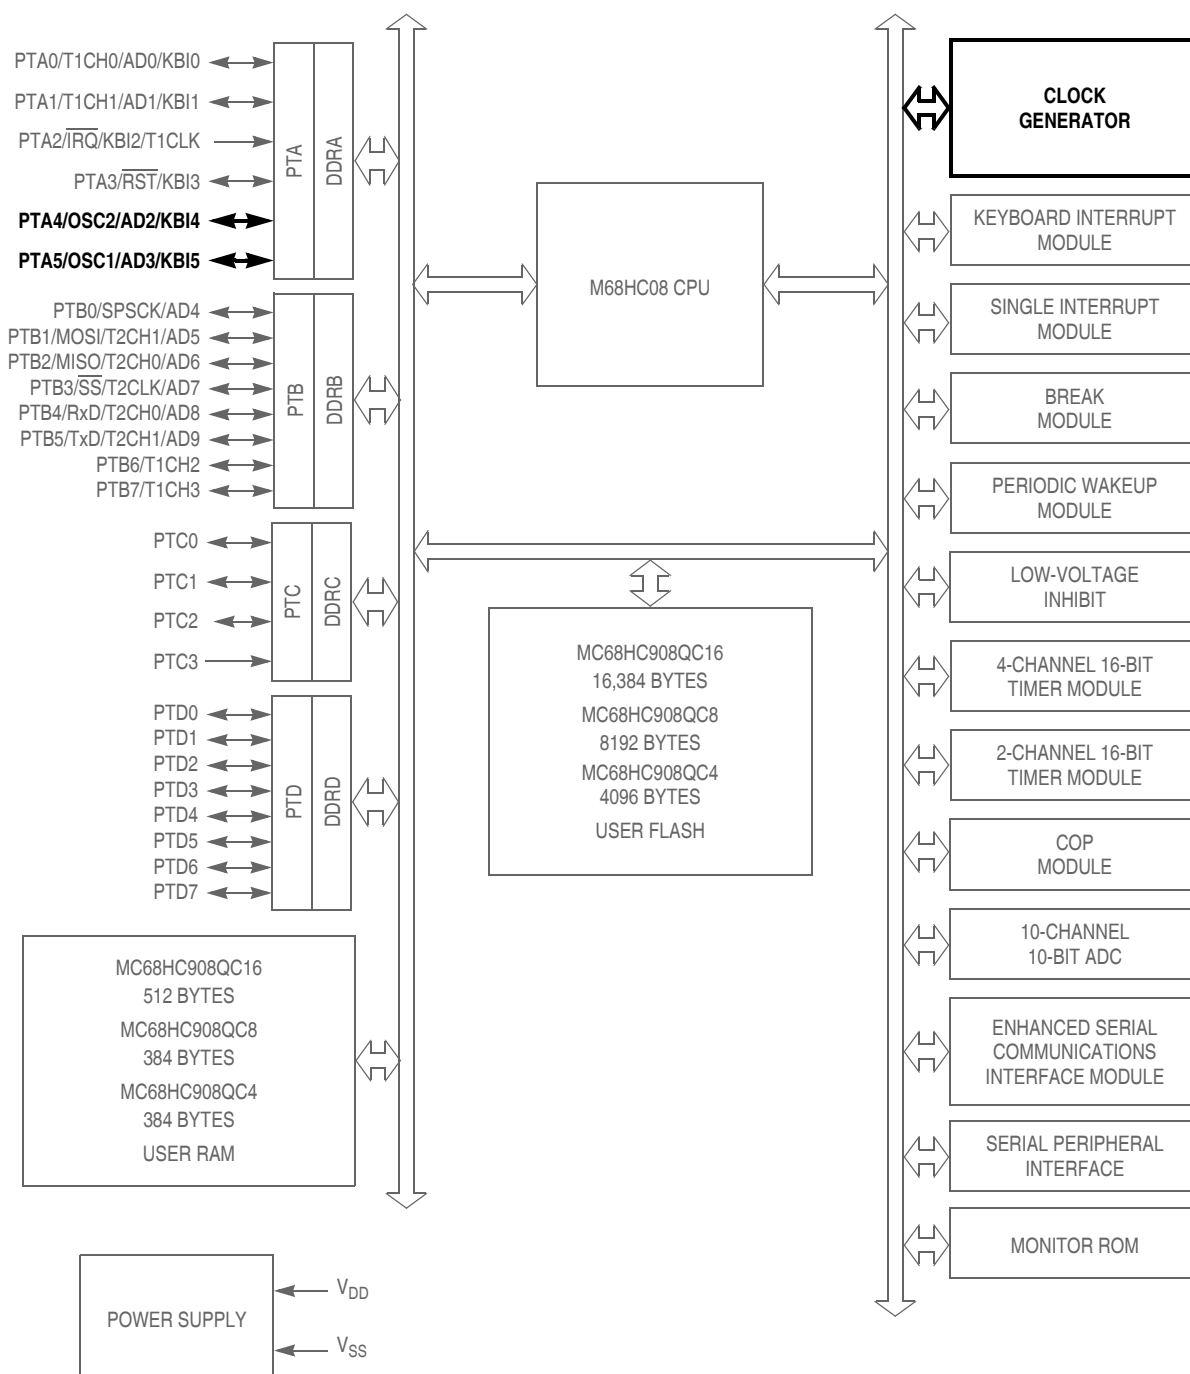 PTA0/T1CH0/AD0/KBI0
PTA1/T1CH1/AD1/KBI1
PTA2/IRQ/KBI2/T1CLK
PTA3/RST/KBI3
PTA4/OSC2/AD2/KBI4
PTA5/OSC1/AD3/KBI5
PTA
DDRA
PTB0/SPSCK/AD4
PTB1/MOSI/T2CH1/AD5
PTB2/MISO/T2CH0/AD6
PTB3/SS/T2CLK/AD7
PTB4/RxD/T2CH0/AD8
PTB5/TxD/T2CH1/AD9
PTB6/T1CH2
PTB7/T1CH3
PTB
DDRB
PTC0
PTC1
PTC2
PTC3
PTC
DDRC
PTD0
PTD1
PTD2
PTD3
PTD4
PTD5
PTD6
PTD7
PTD
DDRD
MC68HC908QC16
512 BYTES
MC68HC908QC8
384 BYTES
MC68HC908QC4
384 BYTES
USER RAM
POWER SUPPLY
VDD
VSS
M68HC08 CPU
MC68HC908QC16
16,384 BYTES
MC68HC908QC8
8192 BYTES
MC68HC908QC4
4096 BYTES
USER FLASH
CLOCK
GENERATOR
KEYBOARD INTERRUPT
MODULE
SINGLE INTERRUPT
MODULE
BREAK
MODULE
PERIODIC WAKEUP
MODULE
LOW-VOLTAGE
INHIBIT
4-CHANNEL 16-BIT
TIMER MODULE
2-CHANNEL 16-BIT
TIMER MODULE
COP
MODULE
10-CHANNEL
10-BIT ADC
ENHANCED SERIAL
COMMUNICATIONS
INTERFACE MODULE
SERIAL PERIPHERAL
INTERFACE
MONITOR ROM